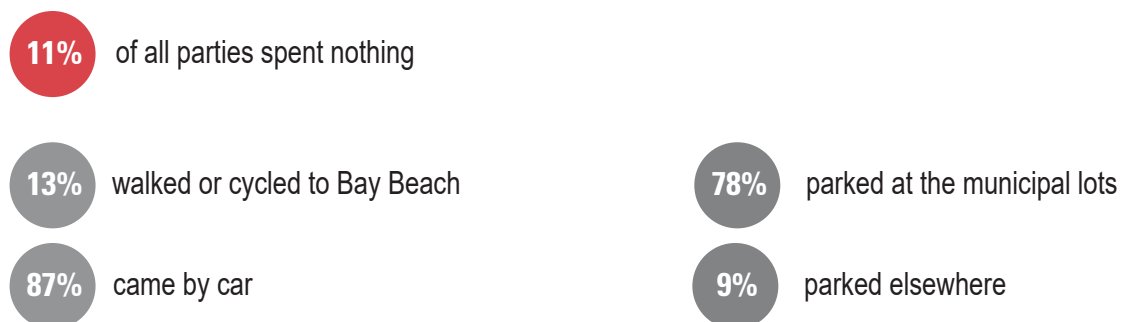 11% of all parties spent nothing
13% walked or cycled to Bay Beach
78% parked at the municipal lots
87% came by car
9% parked elsewhere